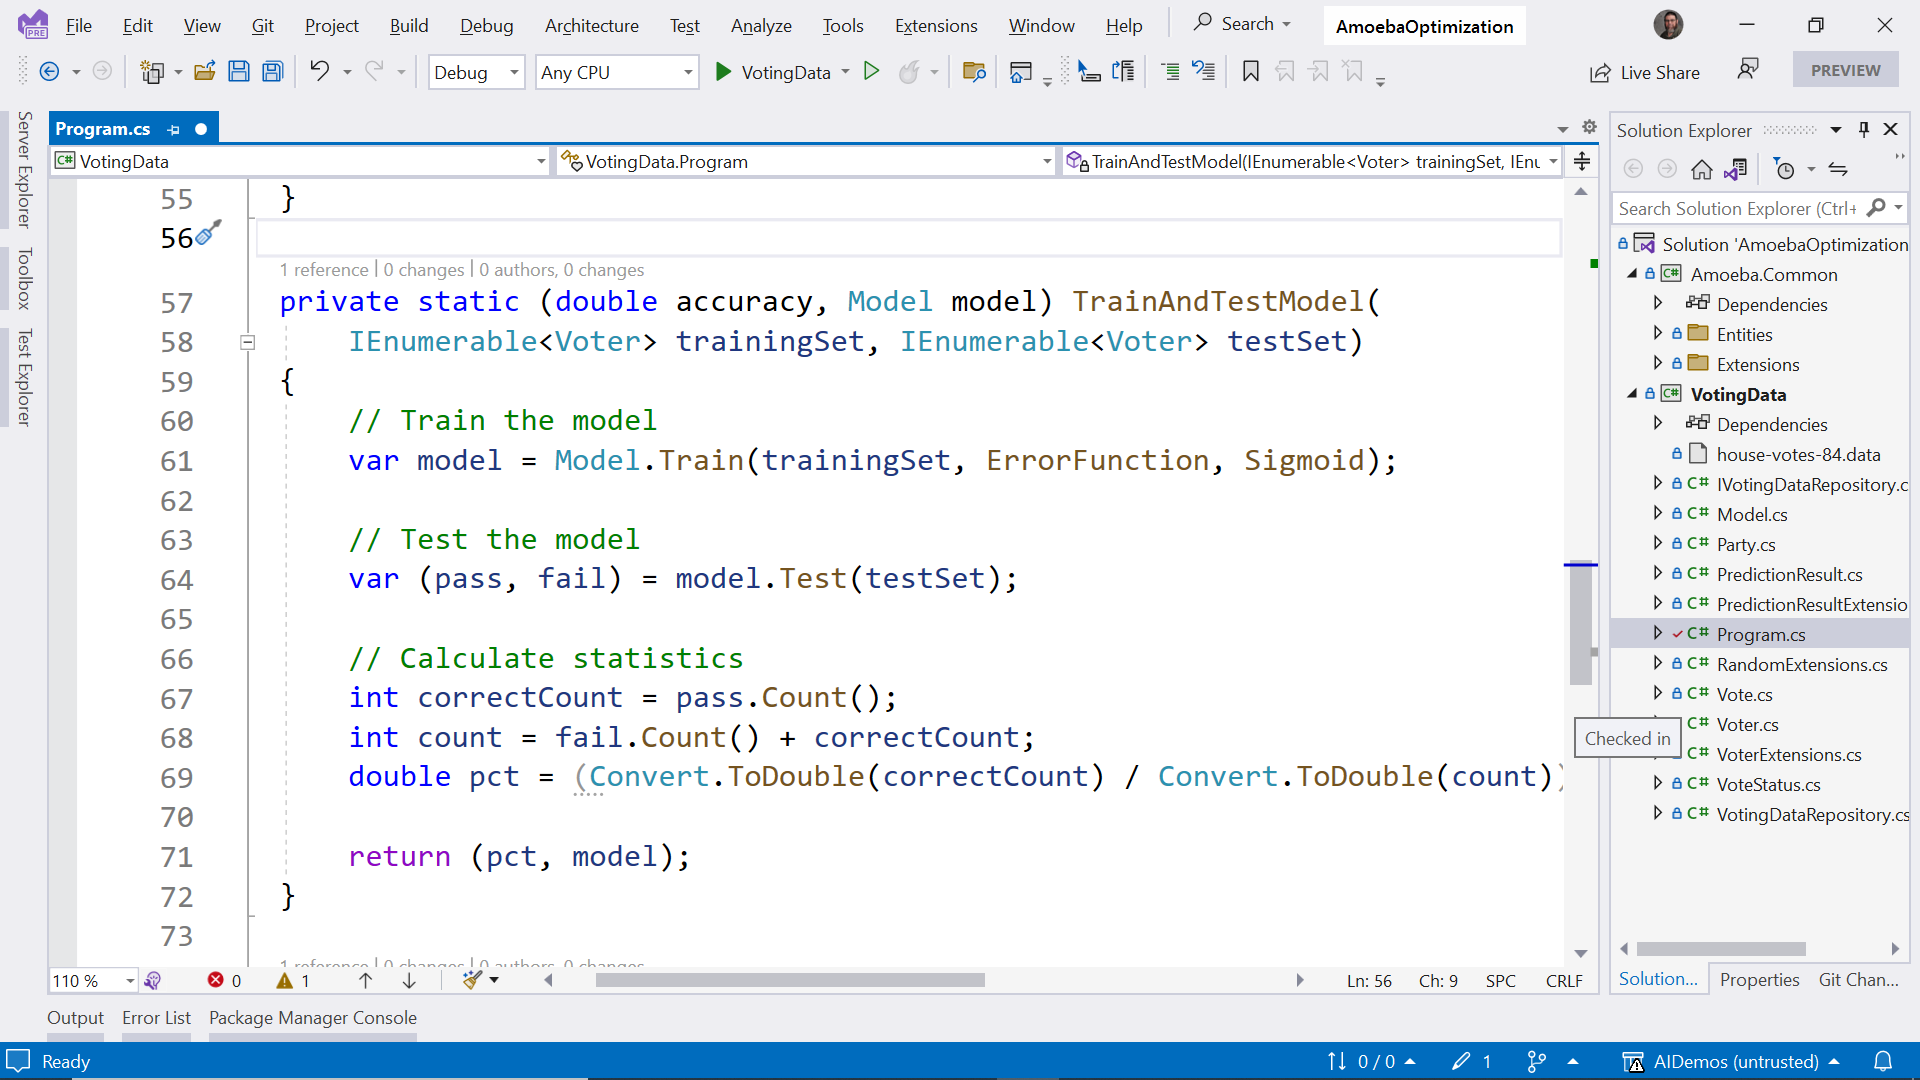 File Edit View Git Project Build Debug Architecture Test Analyze Tools Extensions Window Help Search AmoebaOptimization
PRE
Debug Any CPU VotingData Live Share PREVIEW
Server Explorer
Toolbox
Test Explorer
Program.cs
VotingData VotingData.Program TrainAndTestModel(IEnumerable<Voter> trainingSet, IEnu
55 }
56
1 reference | 0 changes | 0 authors, 0 changes
57 private static (double accuracy, Model model) TrainAndTestModel(
58 IEnumerable<Voter> trainingSet, IEnumerable<Voter> testSet)
59 {
60 // Train the model
61 var model = Model.Train(trainingSet, ErrorFunction, Sigmoid);
62
63 // Test the model
64 var (pass, fail) = model.Test(testSet);
65
66 // Calculate statistics
67 int correctCount = pass.Count();
68 int count = fail.Count() + correctCount;
69 double pct = (Convert.ToDouble(correctCount) / Convert.ToDouble(count))
70
71 return (pct, model);
72 }
73
1 reference | 0 changes | 0 authors, 0 changes
110 % 0 1 Ln: 56 Ch: 9 SPC CRLF
Solution Explorer
Search Solution Explorer (Ctrl+
Solution 'AmoebaOptimization
C# Amoeba.Common
Dependencies
Entities
Extensions
C# VotingData
Dependencies
house-votes-84.data
C# IVotingDataRepository.c
C# Model.cs
C# Party.cs
C# PredictionResult.cs
C# PredictionResultExtensio
C# Program.cs
C# RandomExtensions.cs
C# Vote.cs
C# Voter.cs
Checked in
C# VoterExtensions.cs
C# VoteStatus.cs
C# VotingDataRepository.cs
Solution... Properties Git Chan...
Output Error List Package Manager Console
Ready 0 / 0 1 AIDemos (untrusted)